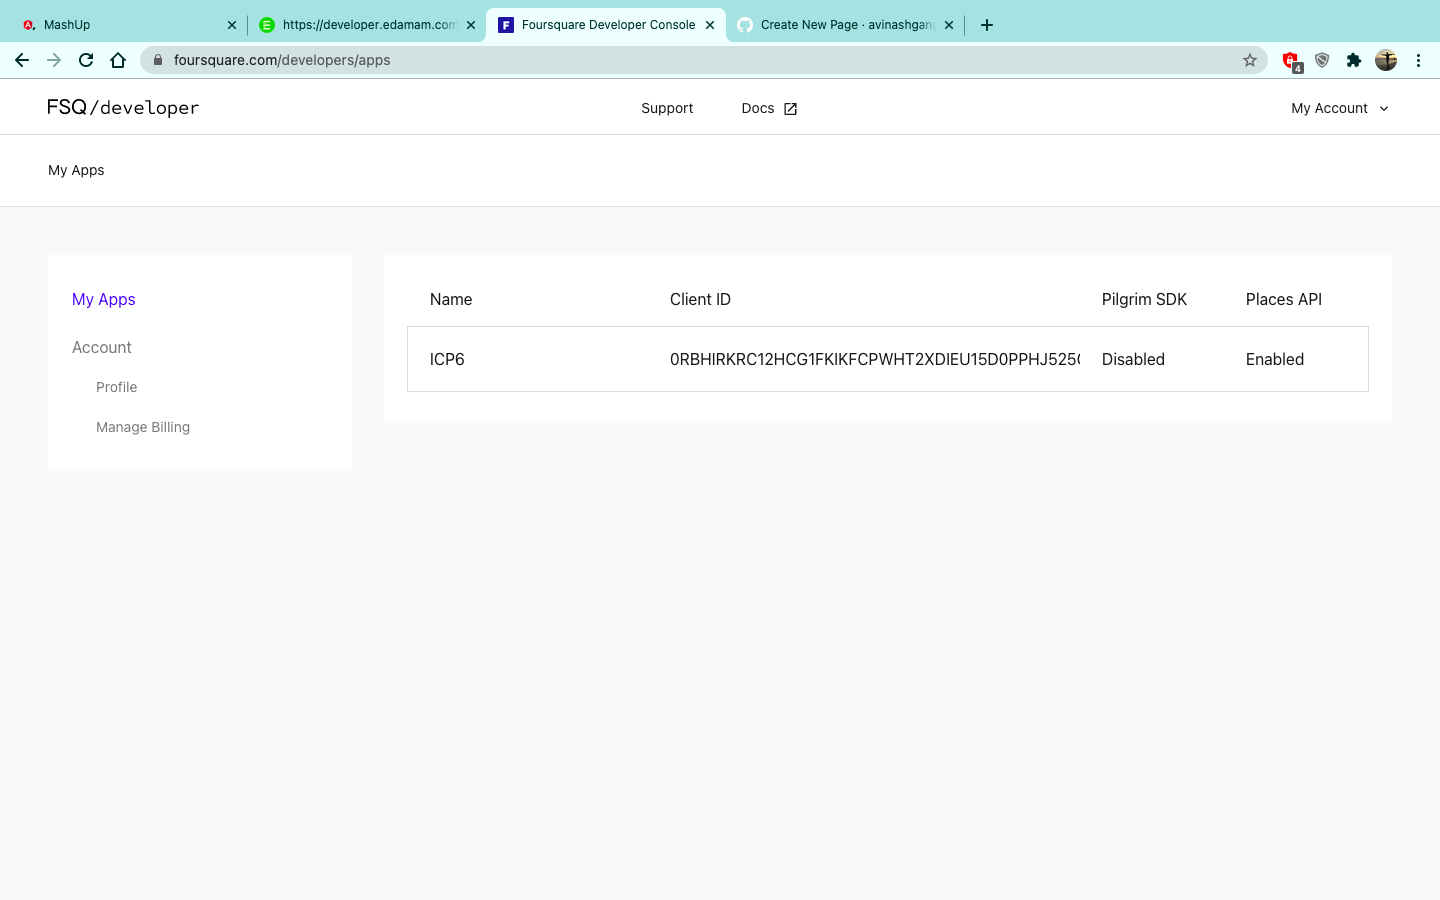 MashUp
https://developer.edamam.com
Foursquare Developer Console
Create New Page · avinashgang
foursquare.com/developers/apps
4
FSQ/developer
Support
Docs
My Account
My Apps
My Apps
Account
Profile
Manage Billing
Name Client ID Pilgrim SDK Places API
ICP6 0RBHIRKRC12HCG1FKIKFCPWHT2XDIEU15D0PPHJ525 Disabled Enabled